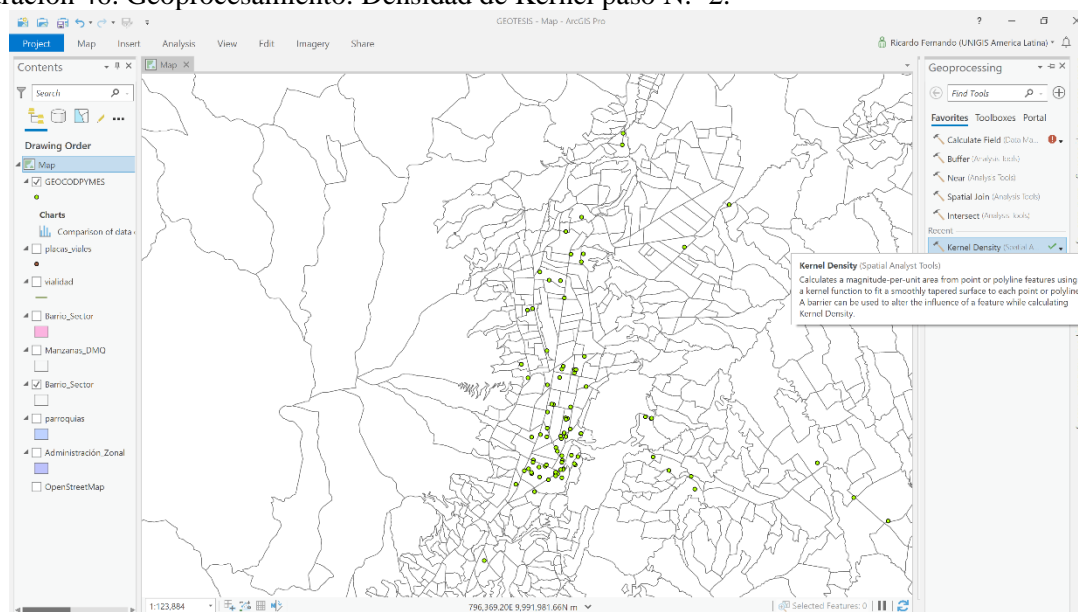 ración 46. Geoprocesamiento. Densidad de Kernel paso N.° 2.
GEOTESIS - Map - ArcGIS Pro
?
Project Map Insert Analysis View Edit Imagery Share
Ricardo Fernando (UNIGIS America Latina)
Contents
Search
Drawing Order
Map
GEOCODPYMES
Charts
Comparison of data
placas_viales
vialidad
Barrio_Sector
Manzanas_DMQ
Barrio_Sector
parroquias
Administración_Zonal
OpenStreetMap
Map
Geoprocessing
Find Tools
Favorites Toolboxes Portal
Calculate Field (Data Ma...
Buffer (Analysis Tools)
Near (Analysis Tools)
Spatial Join (Analysis Tools)
Intersect (Analysis Tools)
Recent
Kernel Density (Spatial A...
Kernel Density (Spatial Analyst Tools)
Calculates a magnitude-per-unit area from point or polyline features using
a kernel function to fit a smoothly tapered surface to each point or polyline.
A barrier can be used to alter the influence of a feature while calculating
Kernel Density.
1:123,884
796,369.20E 9,991,981.66N m
Selected Features: 0